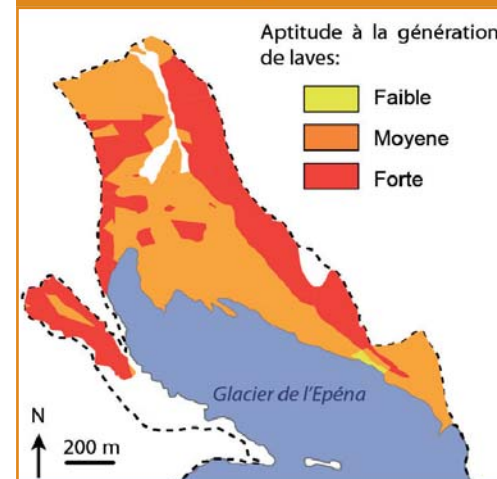 Aptitude à la génération
de laves:
Faible
Moyene
Forte
Glacier de l'Epéna
N
200 m